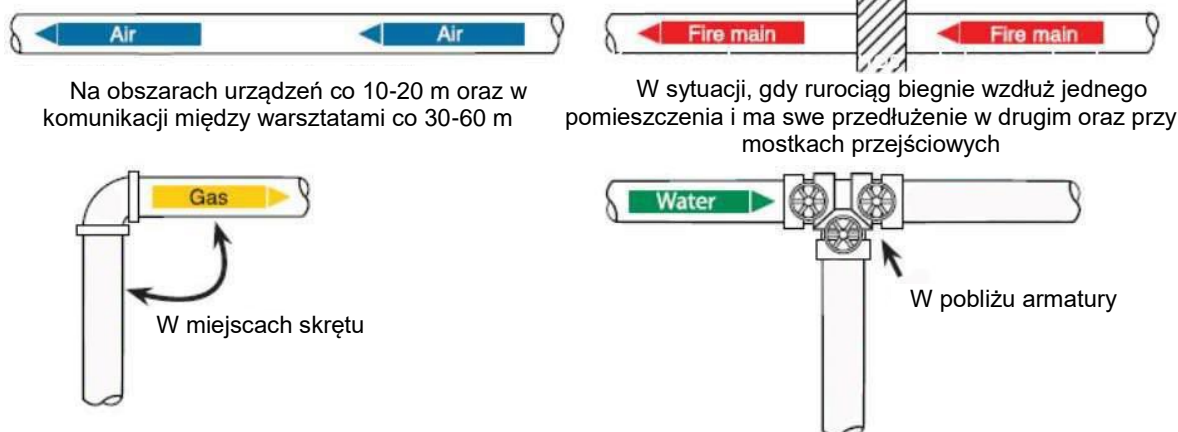 Air Air
Na obszarach urządzeń co 10-20 m oraz w
komunikacji między warsztatami co 30-60 m
Fire main Fire main
W sytuacji, gdy rurociąg biegnie wzdłuż jednego
pomieszczenia i ma swe przedłużenie w drugim oraz przy
mostkach przejściowych
Gas
W miejscach skrętu
Water
W pobliżu armatury